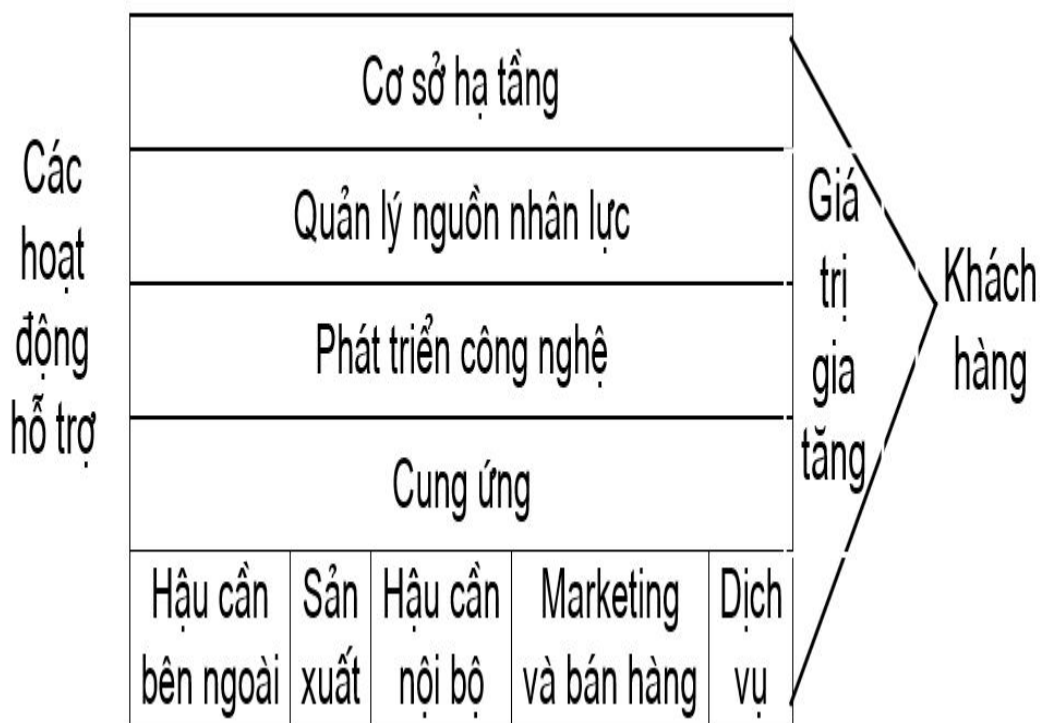 Các
hoạt
động
hỗ trợ
Cơ sở hạ tầng
Quản lý nguồn nhân lực
Phát triển công nghệ
Cung ứng
Hậu cần
bên ngoài
Sản
xuất
Hậu cần
nội bộ
Marketing
và bán hàng
Dịch
vụ
Giá
trị
gia
tăng
Khách
hàng